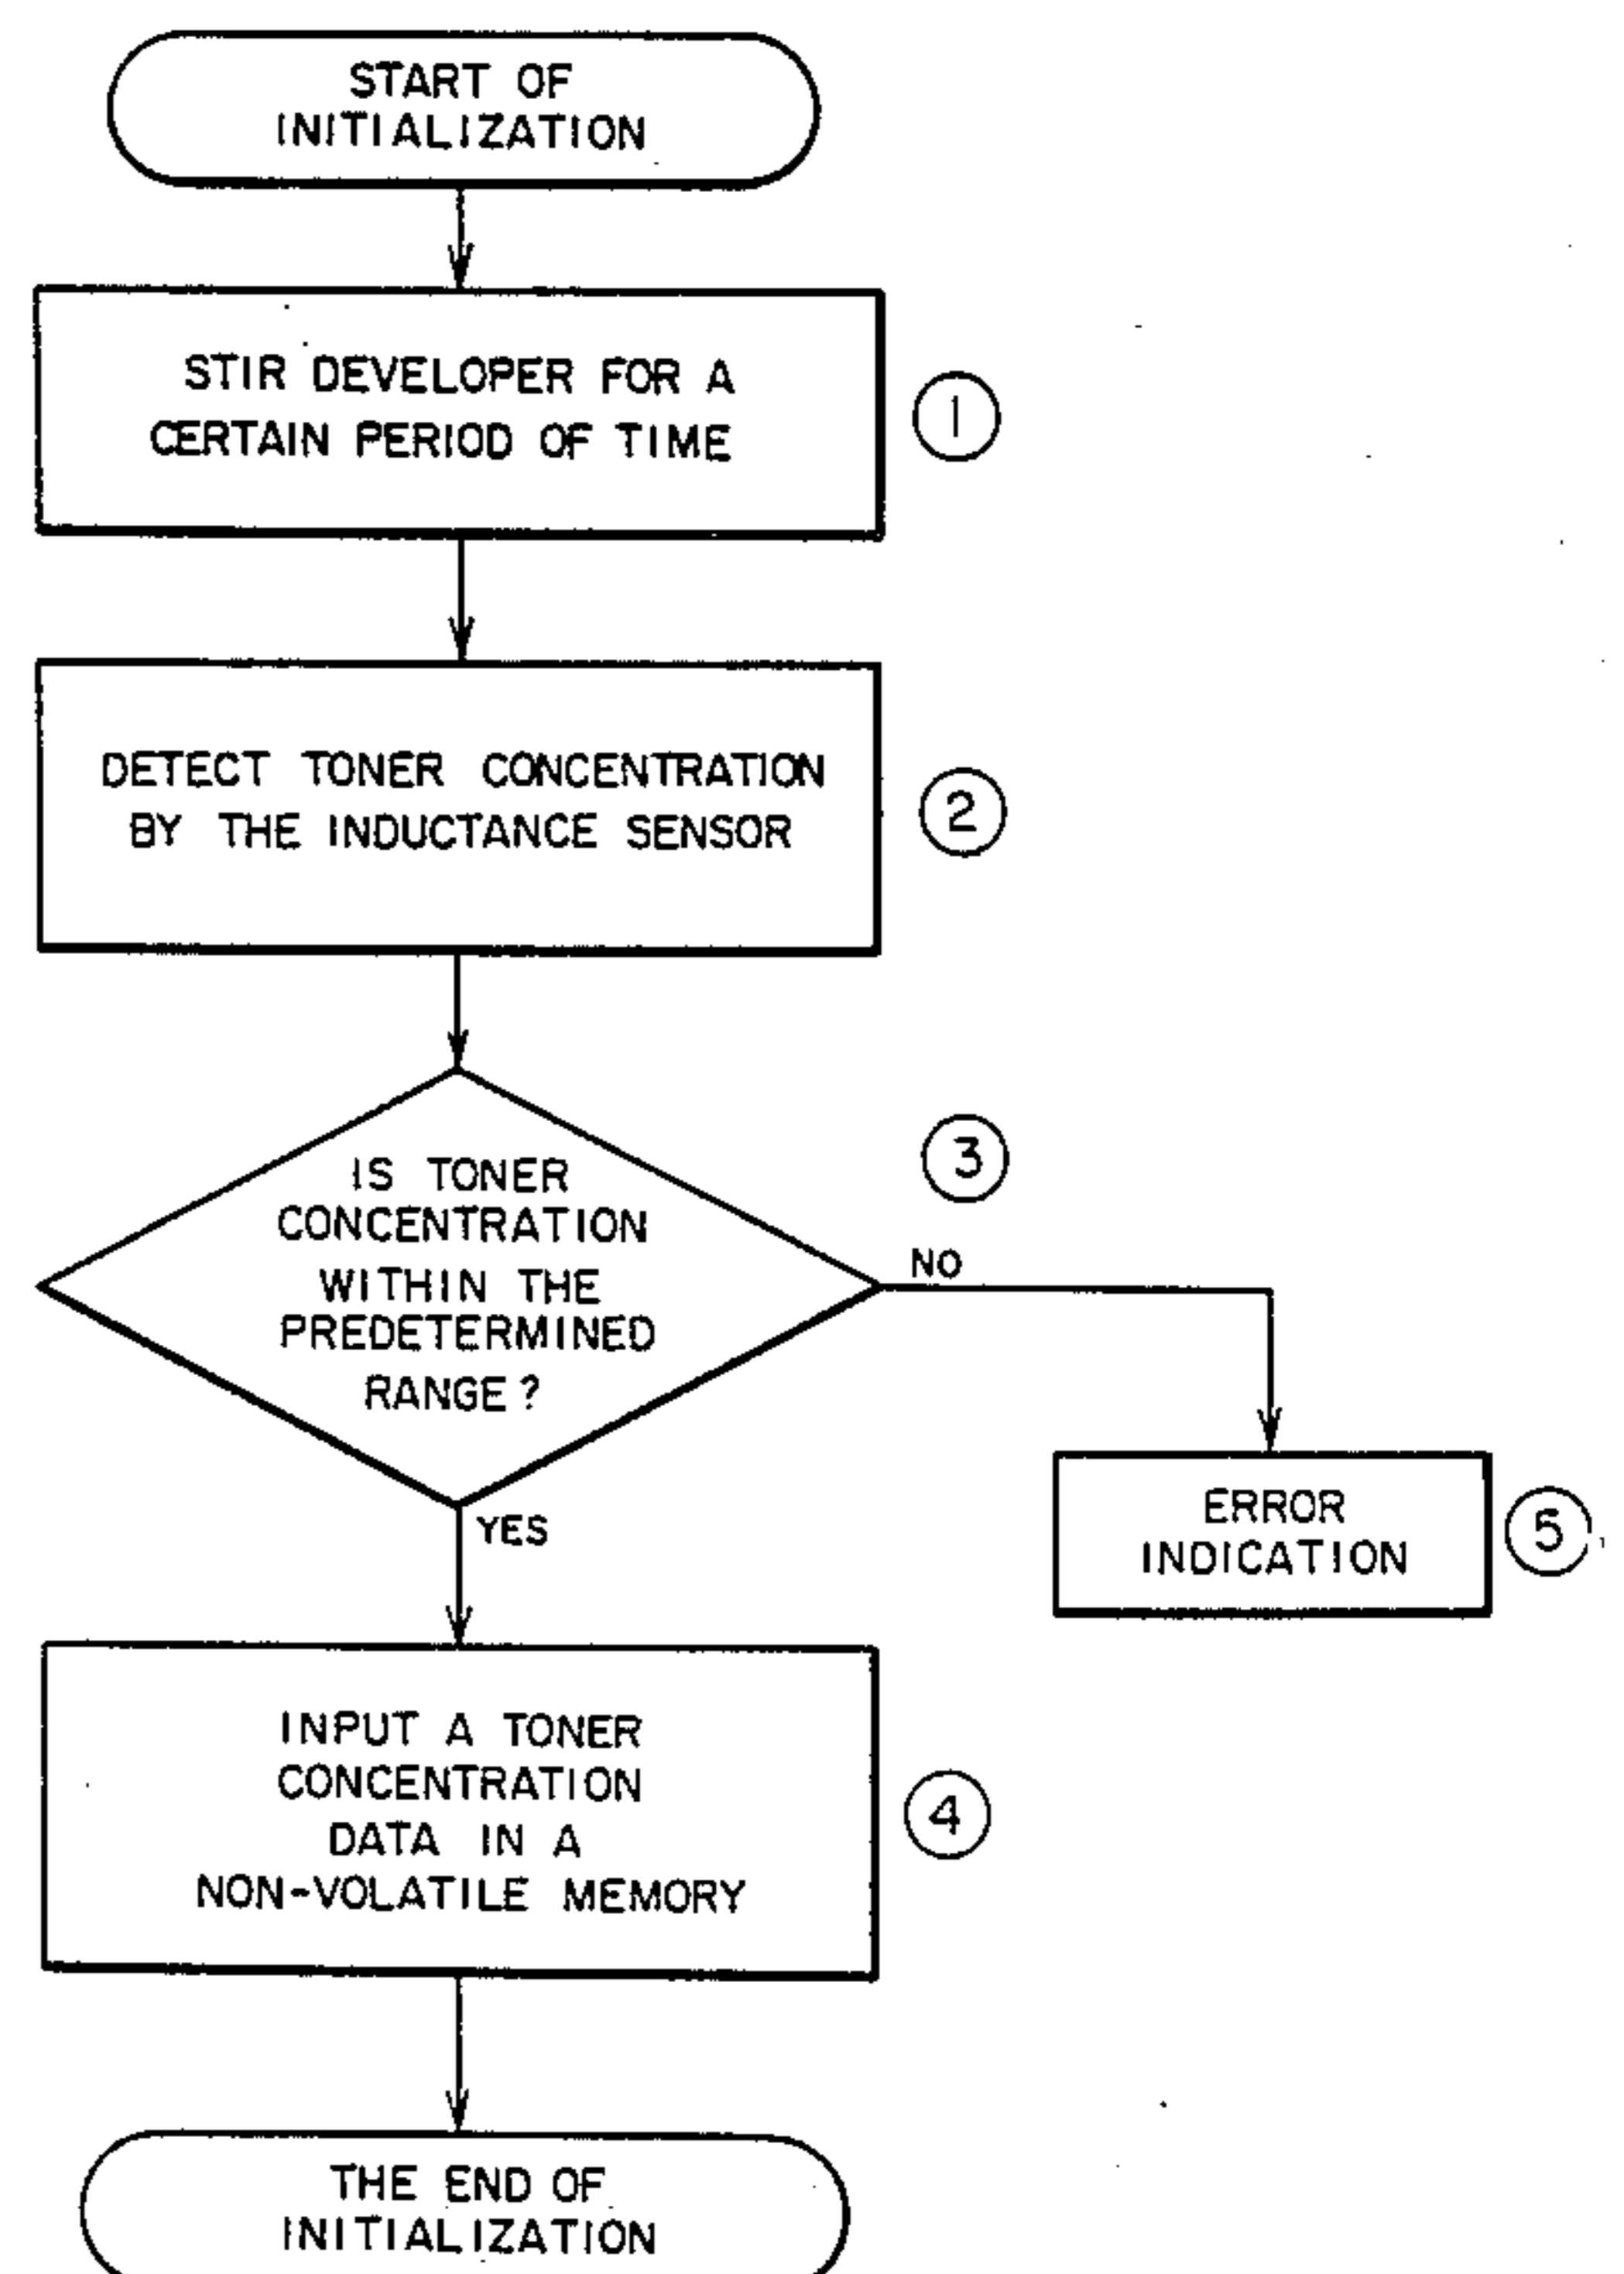 START OF
INITIALIZATION
STIR DEVELOPER FOR A
CERTAIN PERIOD OF TIME
1
DETECT TONER CONCENTRATION
BY THE INDUCTANCE SENSOR
2
IS TONER
CONCENTRATION
WITHIN THE
PREDETERMINED
RANGE?
3
NO
YES
ERROR
INDICATION
5
INPUT A TONER
CONCENTRATION
DATA IN A
NON-VOLATILE MEMORY
4
THE END OF
INITIALIZATION